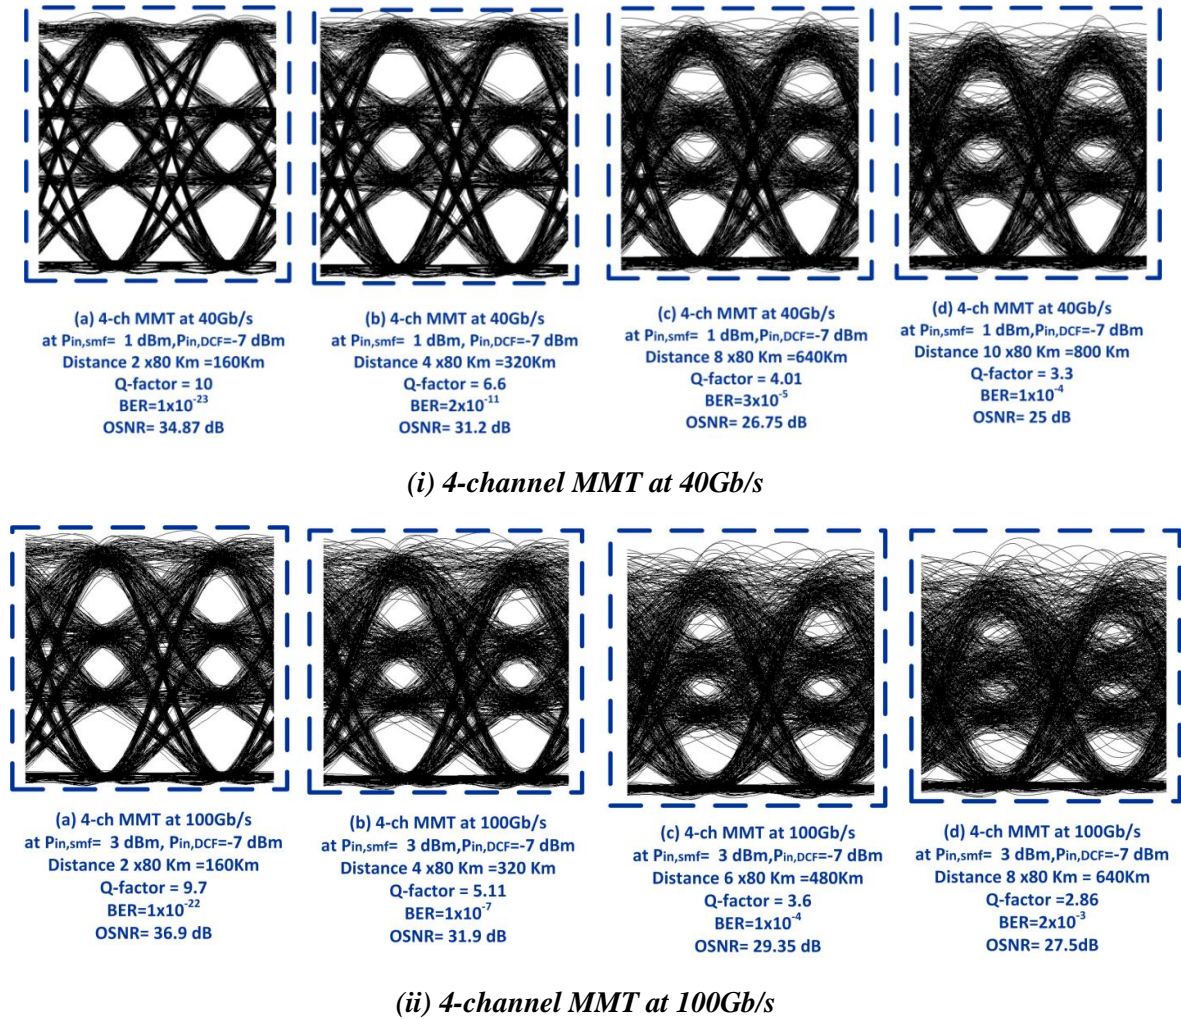 (a) 4-ch MMT at 40Gb/s
at Pin,smf= 1 dBm,Pin,DCF=-7 dBm
Distance 2 x80 Km =160Km
Q-factor = 10
BER=1x10⁻²³
OSNR= 34.87 dB
(b) 4-ch MMT at 40Gb/s
at Pin,smf= 1 dBm, Pin,DCF=-7 dBm
Distance 4 x80 Km =320Km
Q-factor = 6.6
BER=2x10⁻¹¹
OSNR= 31.2 dB
(c) 4-ch MMT at 40Gb/s
at Pin,smf= 1 dBm,Pin,DCF=-7 dBm
Distance 8 x80 Km =640Km
Q-factor = 4.01
BER=3x10⁻⁵
OSNR= 26.75 dB
(d) 4-ch MMT at 40Gb/s
at Pin,smf= 1 dBm,Pin,DCF=-7 dBm
Distance 10 x80 Km =800 Km
Q-factor = 3.3
BER=1x10⁻⁴
OSNR= 25 dB
(i) 4-channel MMT at 40Gb/s
(a) 4-ch MMT at 100Gb/s
at Pin,smf= 3 dBm, Pin,DCF=-7 dBm
Distance 2 x80 Km =160Km
Q-factor = 9.7
BER=1x10⁻²²
OSNR= 36.9 dB
(b) 4-ch MMT at 100Gb/s
at Pin,smf= 3 dBm,Pin,DCF=-7 dBm
Distance 4 x80 Km =320 Km
Q-factor = 5.11
BER=1x10⁻⁷
OSNR= 31.9 dB
(c) 4-ch MMT at 100Gb/s
at Pin,smf= 3 dBm,Pin,DCF=-7 dBm
Distance 6 x80 Km =480Km
Q-factor = 3.6
BER=1x10⁻⁴
OSNR= 29.35 dB
(d) 4-ch MMT at 100Gb/s
at Pin,smf= 3 dBm,Pin,DCF=-7 dBm
Distance 8 x80 Km = 640Km
Q-factor =2.86
BER=2x10⁻³
OSNR= 27.5dB
(ii) 4-channel MMT at 100Gb/s